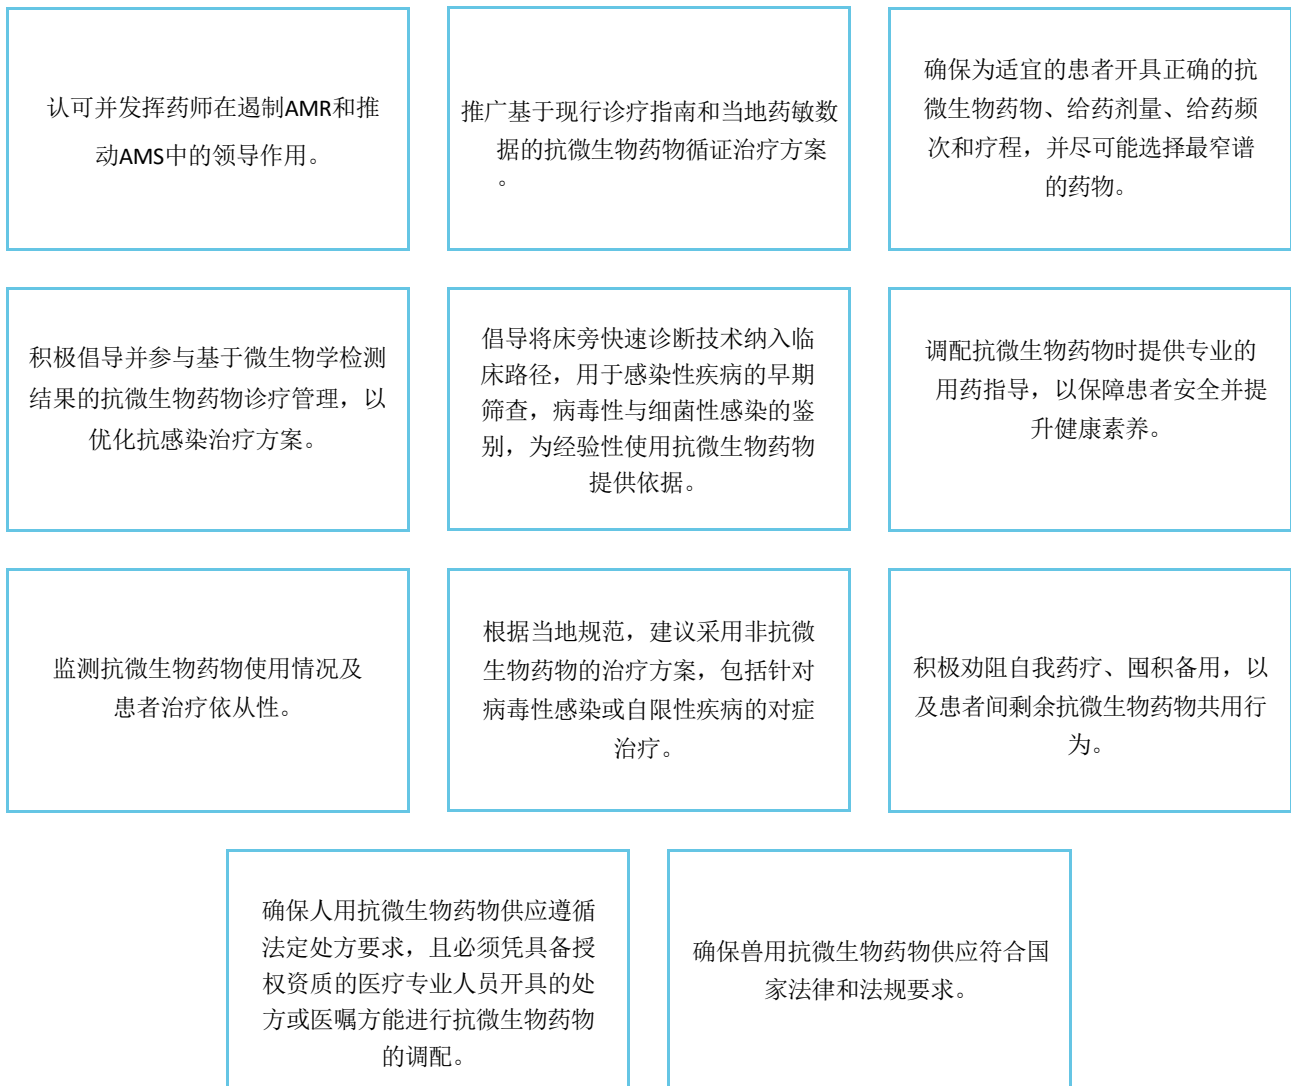 认可并发挥药师在遏制AMR和推
动AMS中的领导作用。
推广基于现行诊疗指南和当地药敏数
据的抗微生物药物循证治疗方案
。
确保为适宜的患者开具正确的抗
微生物药物、给药剂量、给药频
次和疗程，并尽可能选择最窄谱
的药物。
积极倡导并参与基于微生物学检测
结果的抗微生物药物诊疗管理，以
优化抗感染治疗方案。
倡导将床旁快速诊断技术纳入临
床路径，用于感染性疾病的早期
筛查，病毒性与细菌性感染的鉴
别，为经验性使用抗微生物药物
提供依据。
调配抗微生物药物时提供专业的
用药指导，以保障患者安全并提
升健康素养。
监测抗微生物药物使用情况及
患者治疗依从性。
根据当地规范，建议采用非抗微
生物药物的治疗方案，包括针对
病毒性感染或自限性疾病的对症
治疗。
积极劝阻自我药疗、囤积备用，以
及患者间剩余抗微生物药物共用行
为。
确保人用抗微生物药物供应遵循
法定处方要求，且必须凭具备授
权资质的医疗专业人员开具的处
方或医嘱方能进行抗微生物药物
的调配。
确保兽用抗微生物药物供应符合国
家法律和法规要求。